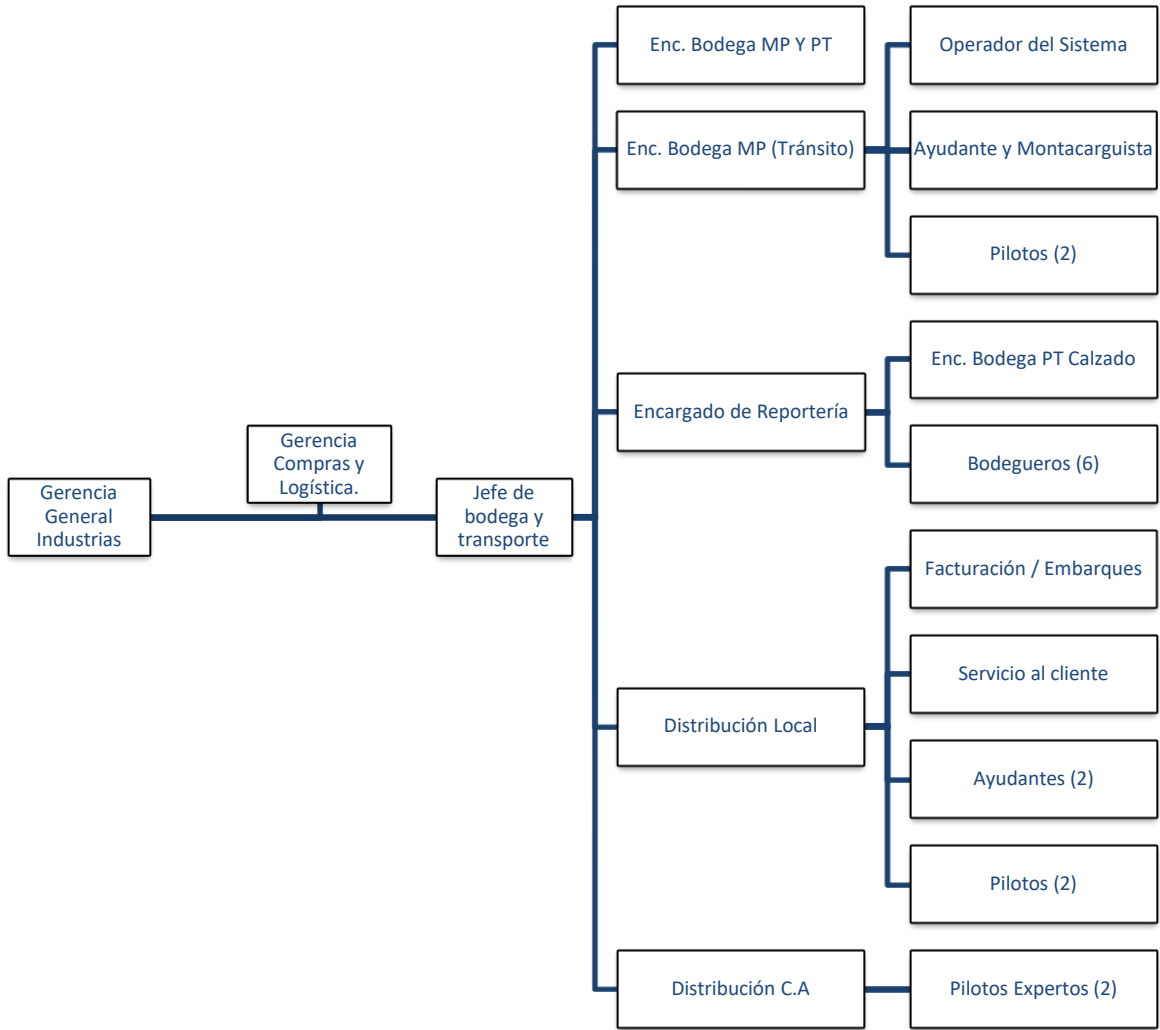 Gerencia
General
Industrias
Gerencia
Compras y
Logística.
Jefe de
bodega y
transporte
Enc. Bodega MP Y PT
Enc. Bodega MP (Tránsito)
Operador del Sistema
Ayudante y Montacarguista
Pilotos (2)
Encargado de Reportería
Enc. Bodega PT Calzado
Bodegueros (6)
Distribución Local
Facturación / Embarques
Servicio al cliente
Ayudantes (2)
Pilotos (2)
Distribución C.A
Pilotos Expertos (2)